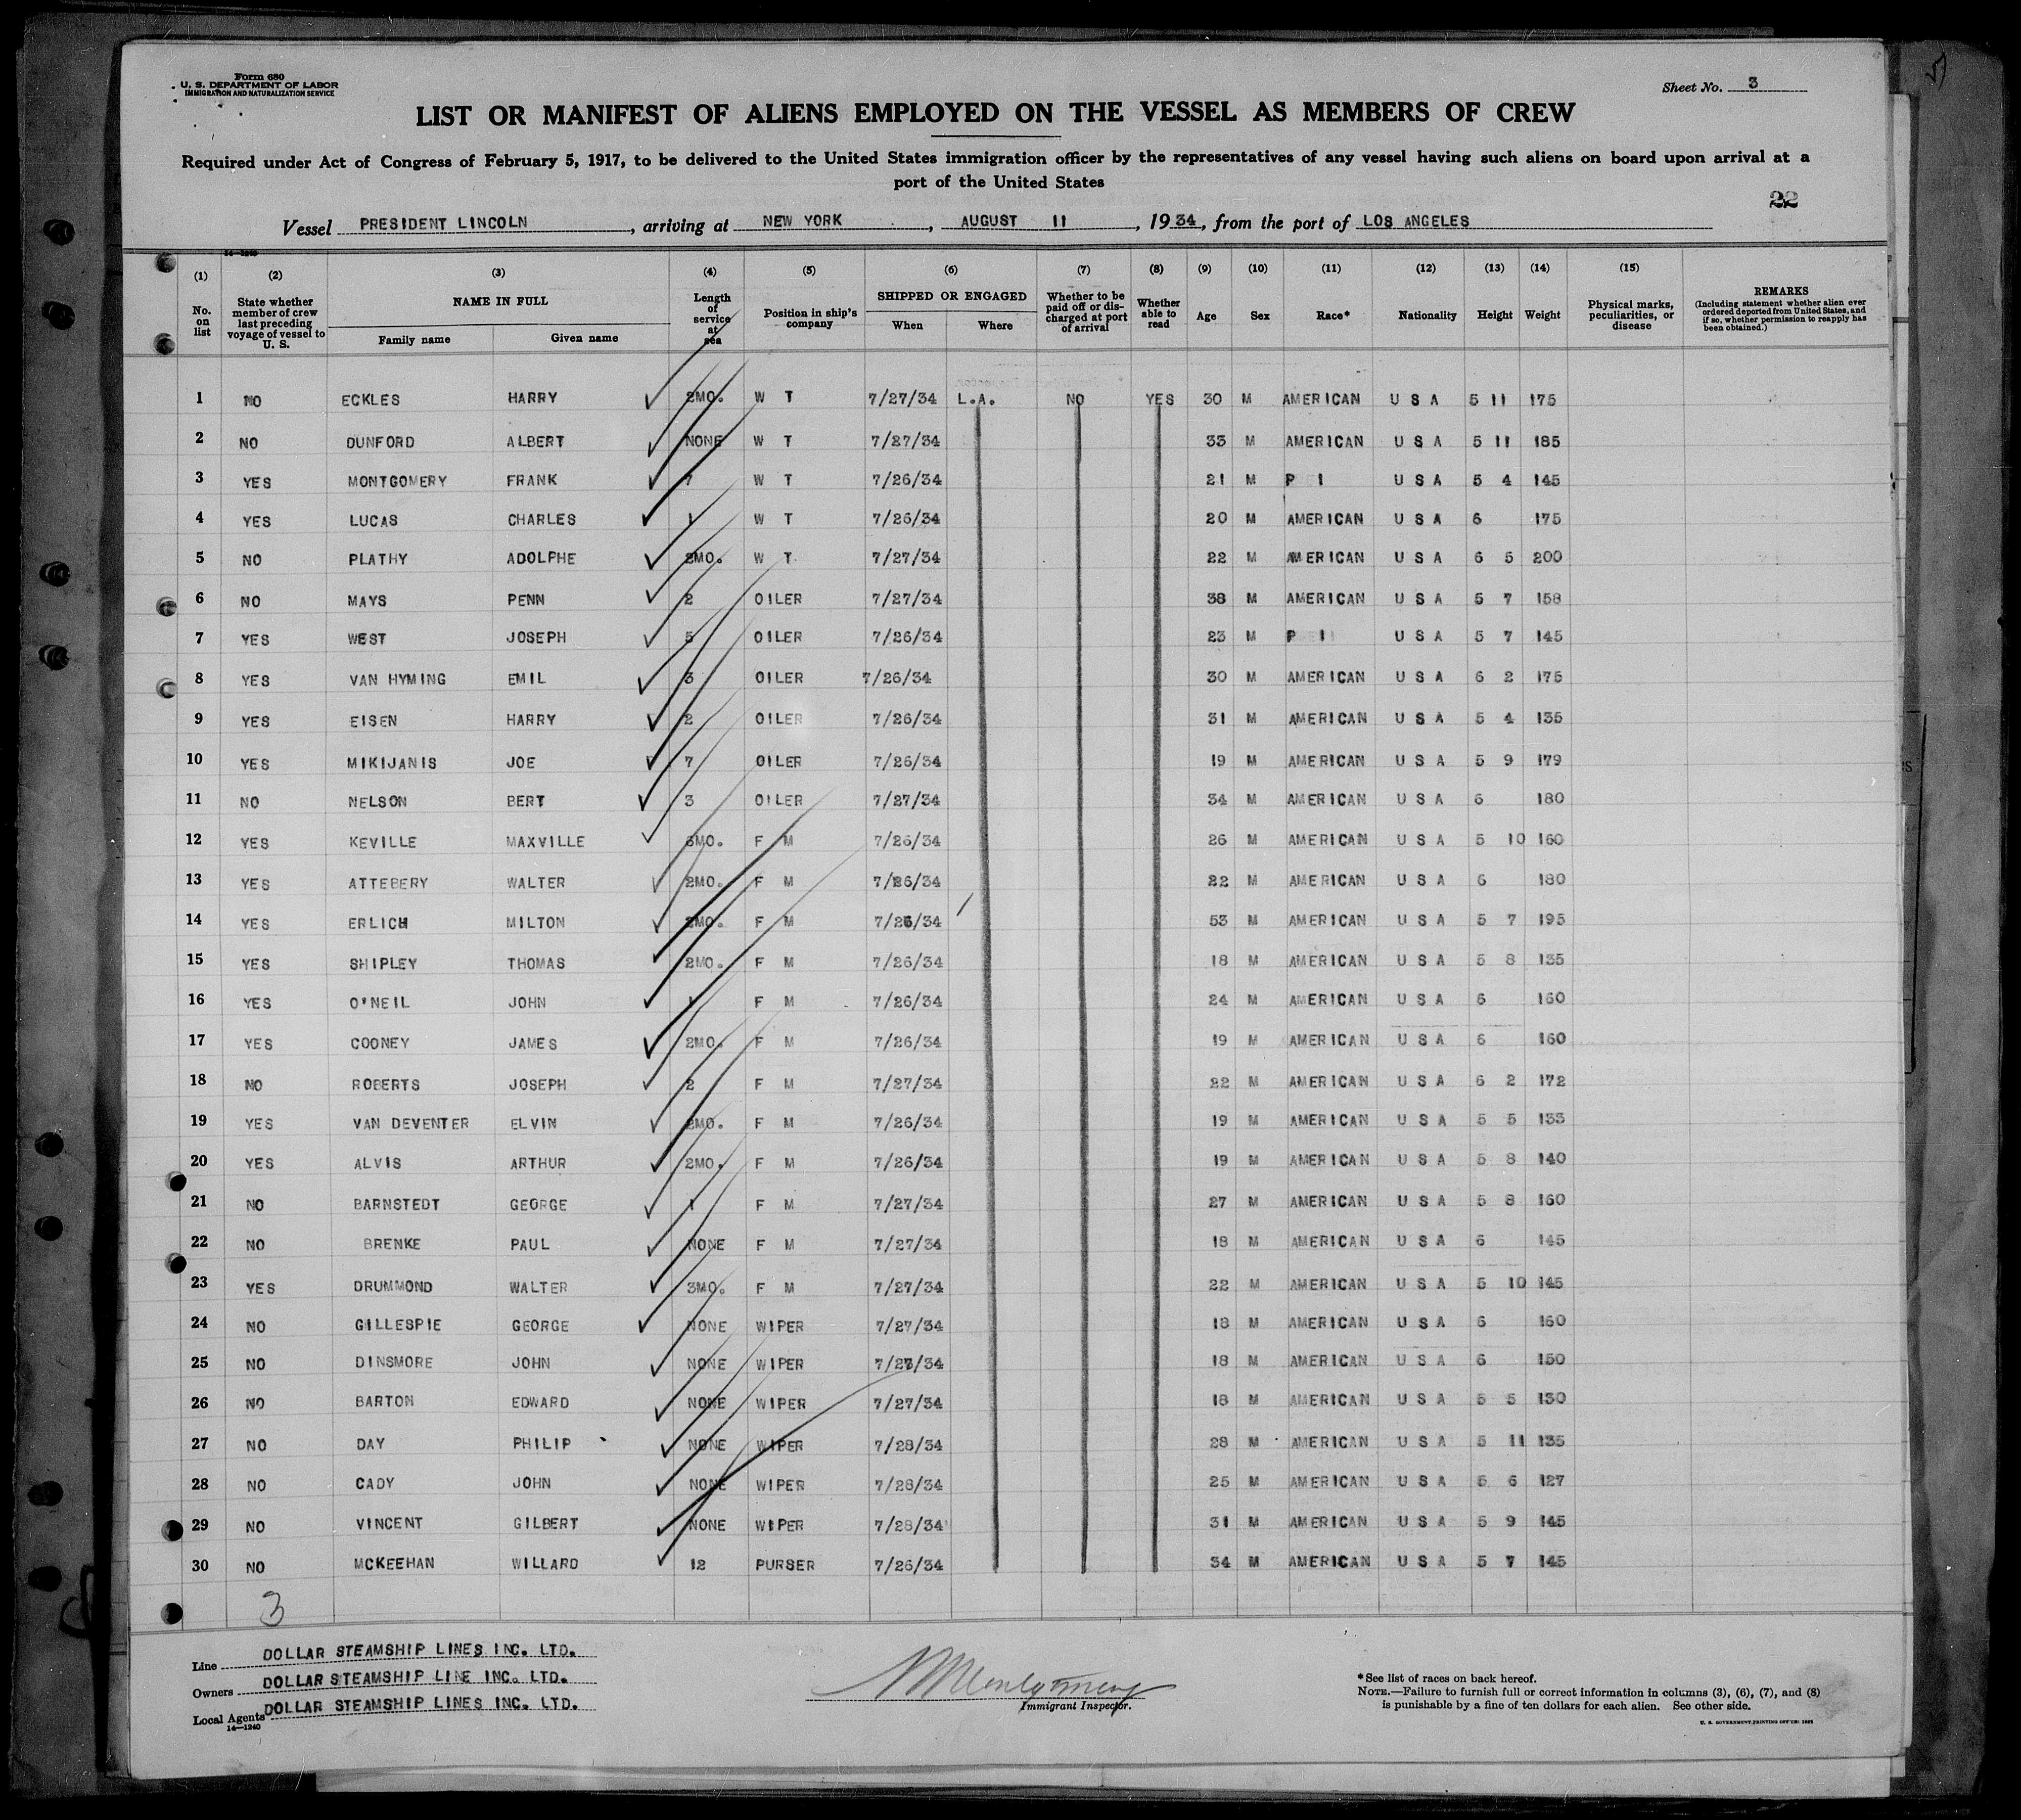 Form 680
U. S. DEPARTMENT OF LABOR
IMMIGRATION AND NATURALIZATION SERVICE
Sheet No. 3
LIST OR MANIFEST OF ALIENS EMPLOYED ON THE VESSEL AS MEMBERS OF CREW
Required under Act of Congress of February 5, 1917, to be delivered to the United States immigration officer by the representatives of any vessel having such aliens on board upon arrival at a
port of the United States
22
Vessel PRESIDENT LINCOLN, arriving at NEW YORK, AUGUST 11, 1934, from the port of LOS ANGELES
14—1240
(1) (2) (3) (4) (5) (6) (7) (8) (9) (10) (11) (12) (13) (14) (15)
No. on list State whether member of crew last preceding voyage of vessel to U. S. NAME IN FULL Family name Given name Length of service at sea Position in ship's company SHIPPED OR ENGAGED When Where Whether to be paid off or discharged at port of arrival Whether able to read Age Sex Race* Nationality Height Weight Physical marks, peculiarities, or disease REMARKS (Including statement whether alien ever ordered deported from United States, and if so, whether permission to reapply has been obtained.)
1 NO ECKLES HARRY 2MO. W T 7/27/34 L.A. NO YES 30 M AMERICAN U S A 5 11 175
2 NO DUNFORD ALBERT NONE W T 7/27/34 33 M AMERICAN U S A 5 11 185
3 YES MONTGOMERY FRANK 7 W T 7/26/34 21 M P I U S A 5 4 145
4 YES LUCAS CHARLES 1 W T 7/26/34 20 M AMERICAN U S A 6 175
5 NO PLATHY ADOLPHE 2MO. W T 7/27/34 22 M AMERICAN U S A 6 5 200
6 NO MAYS PENN 2 OILER 7/27/34 38 M AMERICAN U S A 5 7 158
7 YES WEST JOSEPH 5 OILER 7/26/34 23 M P I U S A 5 7 145
8 YES VAN HYMING EMIL 3 OILER 7/26/34 30 M AMERICAN U S A 6 2 175
9 YES EISEN HARRY 2 OILER 7/26/34 31 M AMERICAN U S A 5 4 135
10 YES MIKIJANIS JOE 7 OILER 7/26/34 19 M AMERICAN U S A 5 9 179
11 NO NELSON BERT 3 OILER 7/27/34 34 M AMERICAN U S A 6 180
12 YES KEVILLE MAXVILLE 6MO. F M 7/26/34 26 M AMERICAN U S A 5 10 160
13 YES ATTEBERY WALTER 2MO. F M 7/26/34 22 M AMERICAN U S A 6 180
14 YES ERLICH MILTON 2MO. F M 7/26/34 53 M AMERICAN U S A 5 7 195
15 YES SHIPLEY THOMAS 2MO. F M 7/26/34 18 M AMERICAN U S A 5 8 135
16 YES O'NEIL JOHN 1 F M 7/26/34 24 M AMERICAN U S A 6 160
17 YES COONEY JAMES 2MO. F M 7/26/34 19 M AMERICAN U S A 6 160
18 NO ROBERTS JOSEPH 2 F M 7/27/34 22 M AMERICAN U S A 6 2 172
19 YES VAN DEVENTER ELVIN 2MO. F M 7/26/34 19 M AMERICAN U S A 5 5 133
20 YES ALVIS ARTHUR 2MO. F M 7/26/34 19 M AMERICAN U S A 5 8 140
21 NO BARNSTEDT GEORGE 1 F M 7/27/34 27 M AMERICAN U S A 5 8 160
22 NO BRENKE PAUL NONE F M 7/27/34 18 M AMERICAN U S A 6 145
23 YES DRUMMOND WALTER 3MO. F M 7/27/34 22 M AMERICAN U S A 5 10 145
24 NO GILLESPIE GEORGE NONE WIPER 7/27/34 18 M AMERICAN U S A 6 160
25 NO DINSMORE JOHN NONE WIPER 7/27/34 18 M AMERICAN U S A 6 150
26 NO BARTON EDWARD NONE WIPER 7/27/34 18 M AMERICAN U S A 5 5 130
27 NO DAY PHILIP NONE WIPER 7/28/34 28 M AMERICAN U S A 5 11 135
28 NO CADY JOHN NONE WIPER 7/28/34 25 M AMERICAN U S A 5 6 127
29 NO VINCENT GILBERT NONE WIPER 7/28/34 31 M AMERICAN U S A 5 9 145
30 NO MCKEEHAN WILLARD 12 PURSER 7/26/34 34 M AMERICAN U S A 5 7 145
3
Line DOLLAR STEAMSHIP LINES INC. LTD.
Owners DOLLAR STEAMSHIP LINE INC. LTD.
Local Agents DOLLAR STEAMSHIP LINES INC. LTD.
14—1240
Immigrant Inspector.
*See list of races on back hereof.
NOTE.—Failure to furnish full or correct information in columns (3), (6), (7), and (8)
is punishable by a fine of ten dollars for each alien. See other side.